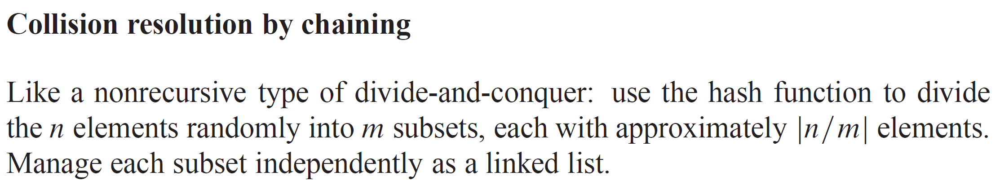 Collision resolution by chaining
Like a nonrecursive type of divide-and-conquer: use the hash function to divide
the n elements randomly into m subsets, each with approximately |n/m| elements.
Manage each subset independently as a linked list.